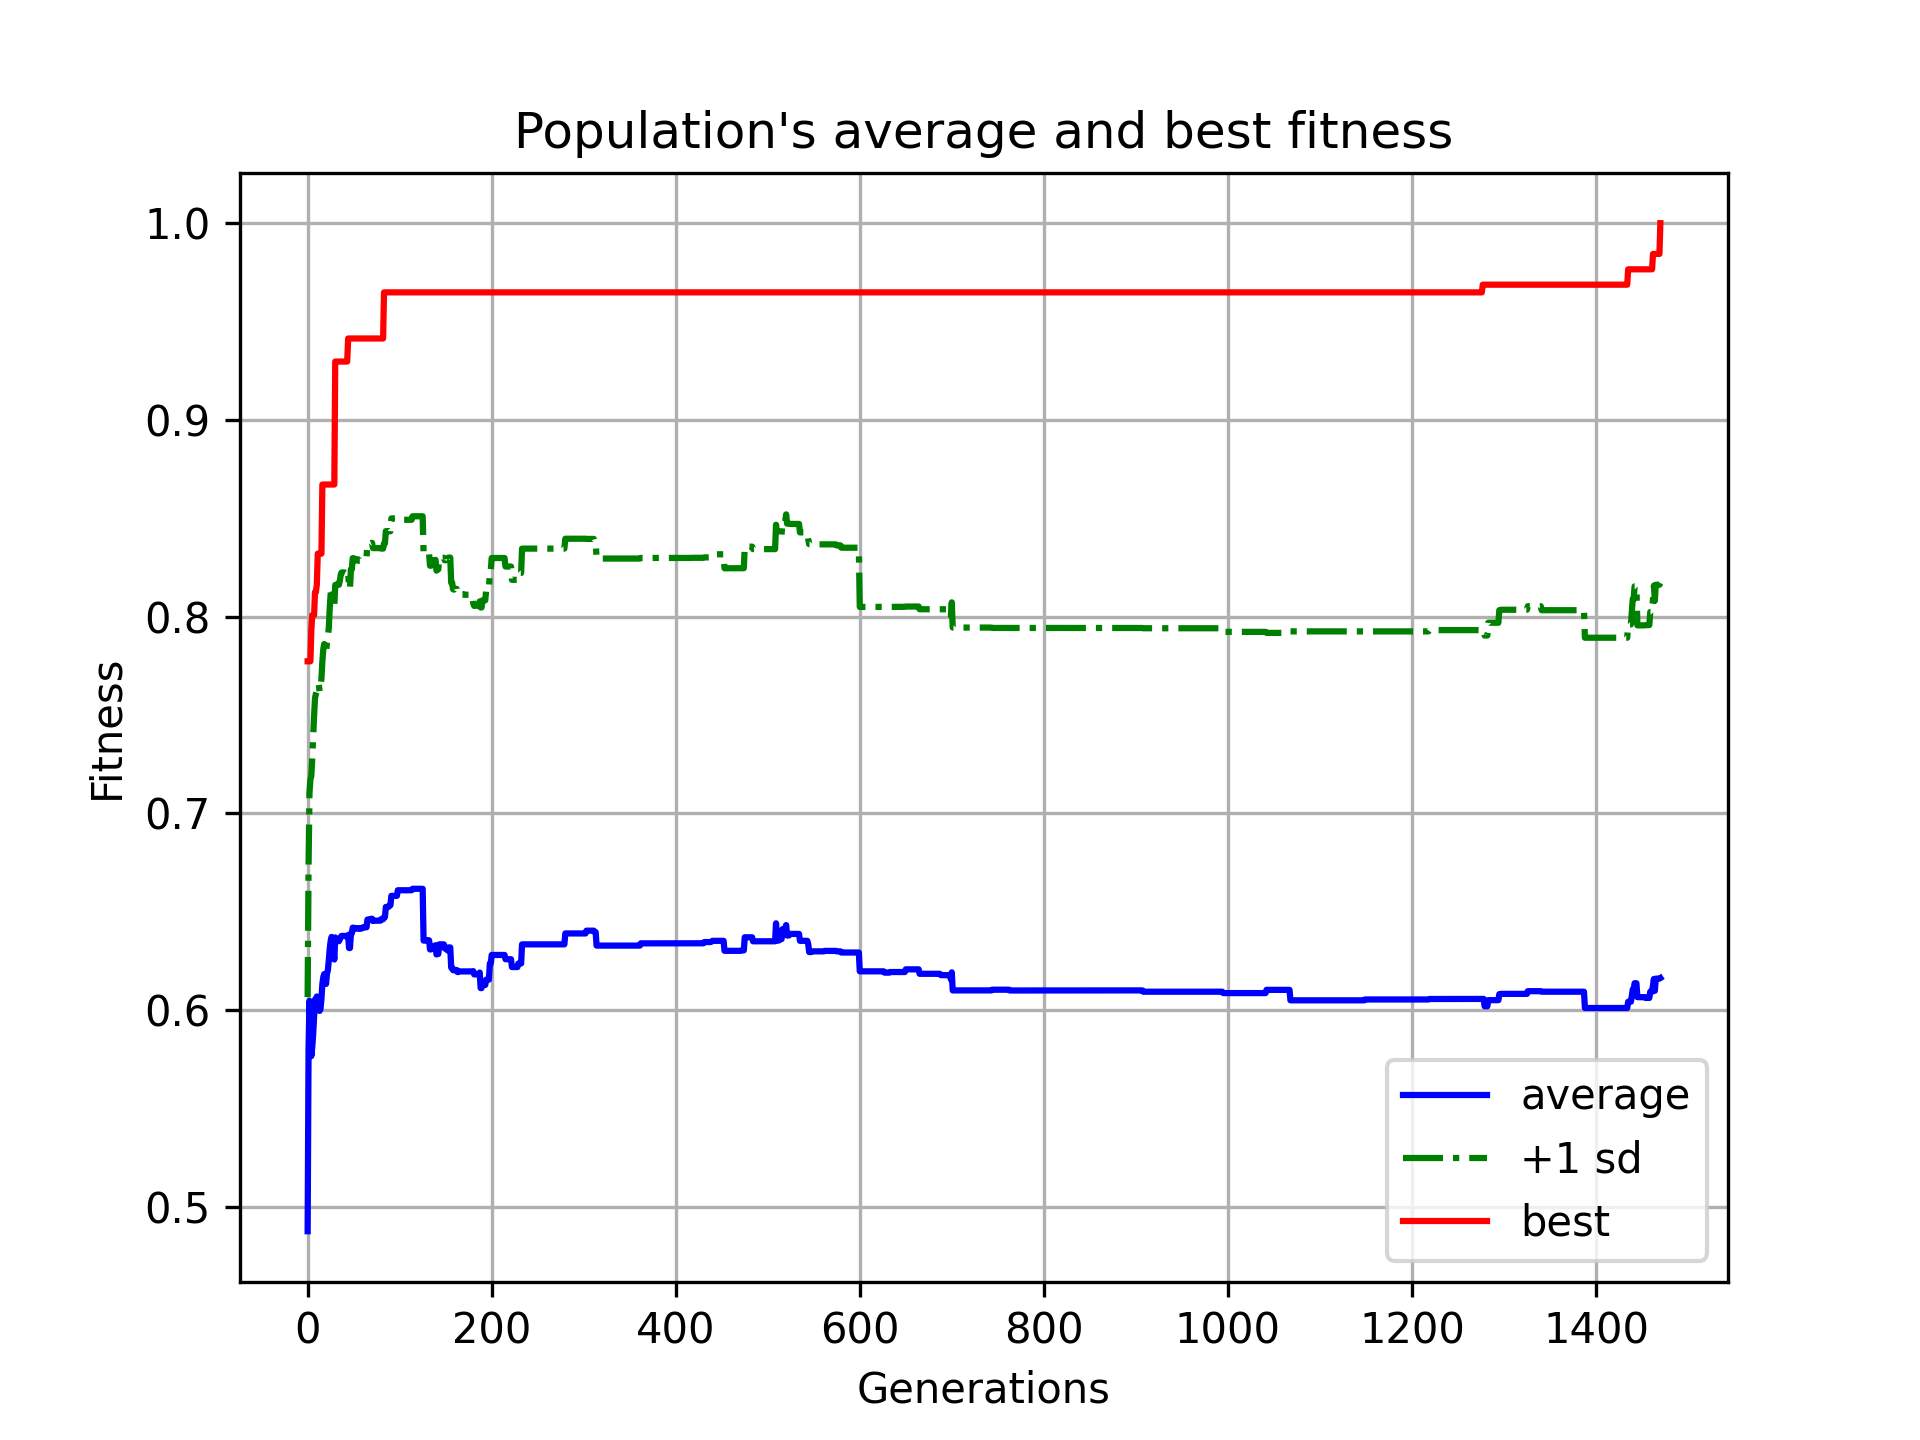 Population's average and best fitness
1.0
0.9
0.8
0.7
0.6
0.5
Fitness
0 200 400 600 800 1000 1200 1400
Generations
average
+1 sd
best